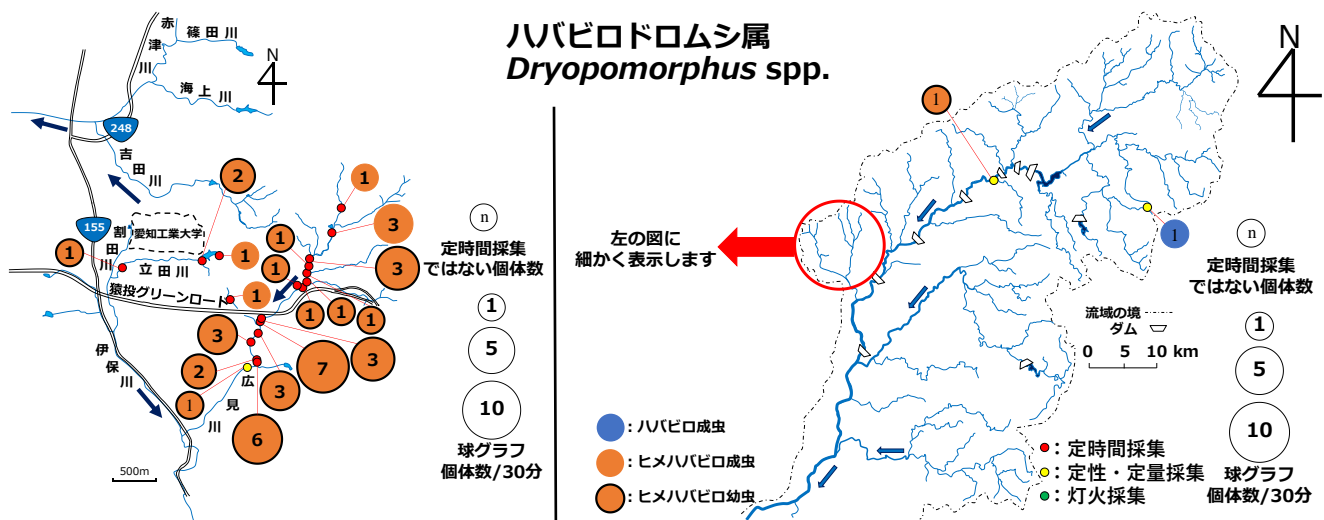 ハバビロドロムシ属
Dryopomorphus spp.
赤津川
篠田川
海上川
N
248
吉田川
155
割田川
愛知工業大学
立田川
猿投グリーンロード
伊保川
広見川
500m
2
1
3
1
1
3
1
1
1
1
1
1
3
2
1
3
7
3
6
n
定時間採集
ではない個体数
1
5
10
球グラフ
個体数/30分
左の図に
細かく表示します
1
1
N
n
定時間採集
ではない個体数
流域の境
ダム
0 5 10 km
1
5
10
球グラフ
個体数/30分
: ハバビロ成虫
: ヒメハバビロ成虫
: ヒメハバビロ幼虫
: 定時間採集
: 定性・定量採集
: 灯火採集